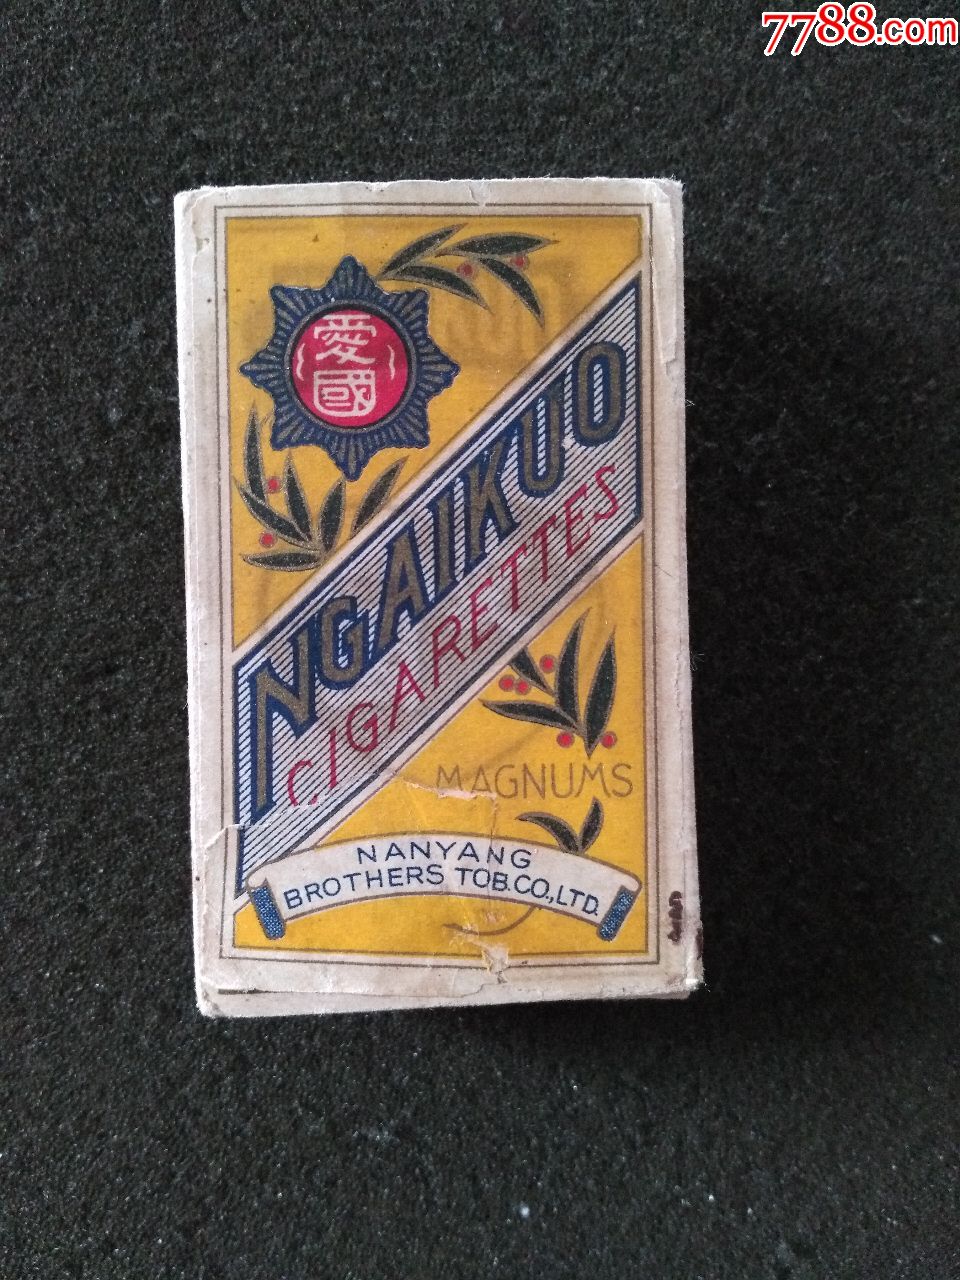 7788.com
愛
國
NGAIKUO
CIGARETTES
MAGNUMS
NANYANG
BROTHERS TOB.CO.,LTD.